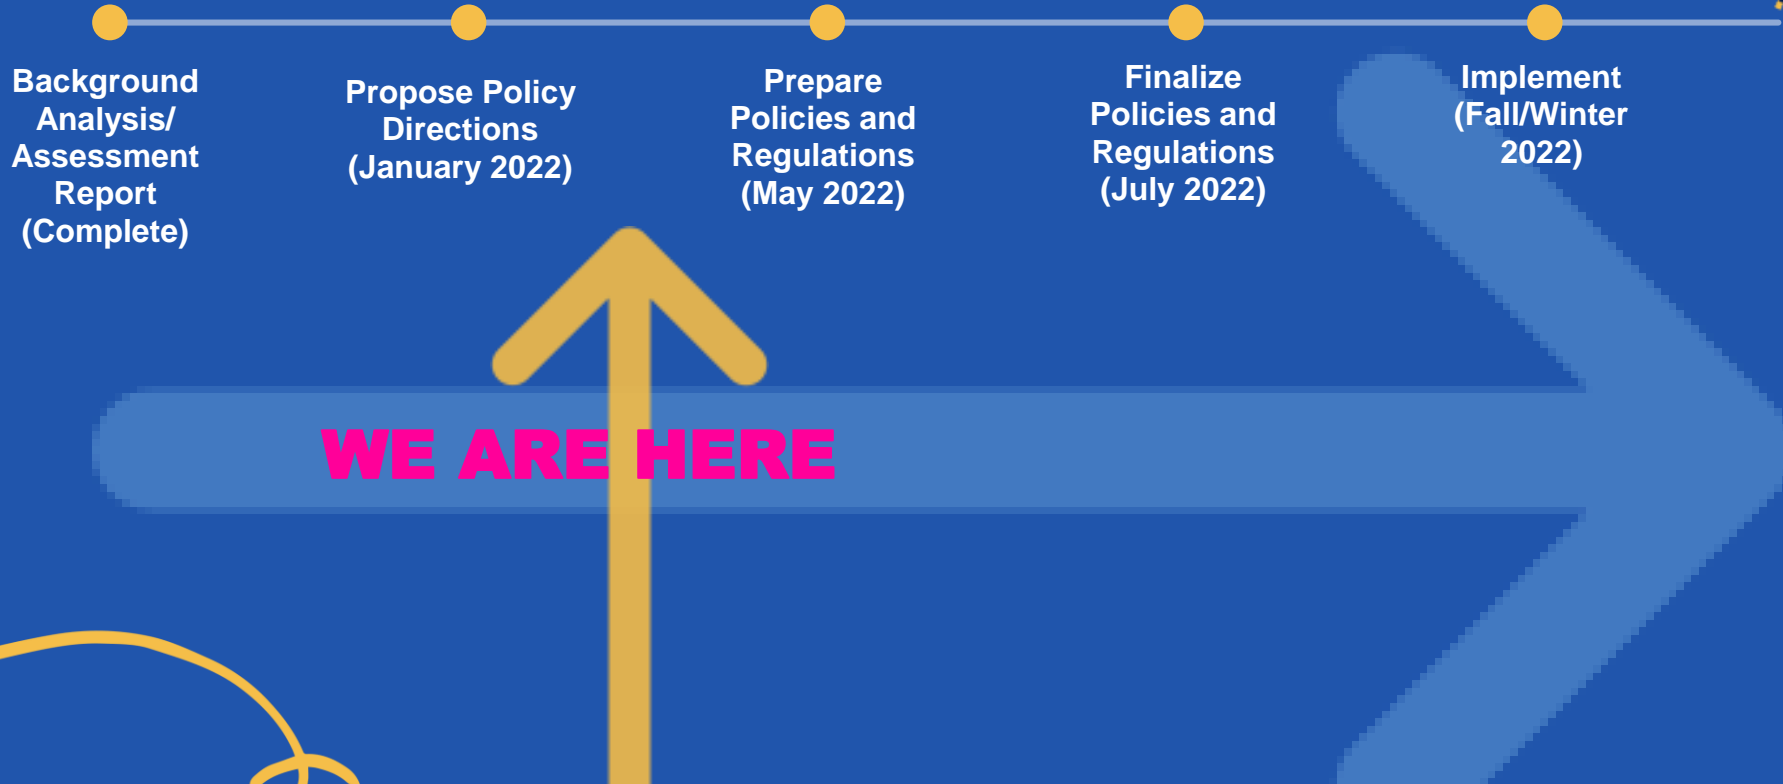 Background
Analysis/
Assessment
Report
(Complete)
Propose Policy
Directions
(January 2022)
Prepare
Policies and
Regulations
(May 2022)
Finalize
Policies and
Regulations
(July 2022)
Implement
(Fall/Winter
2022)
WE ARE HERE